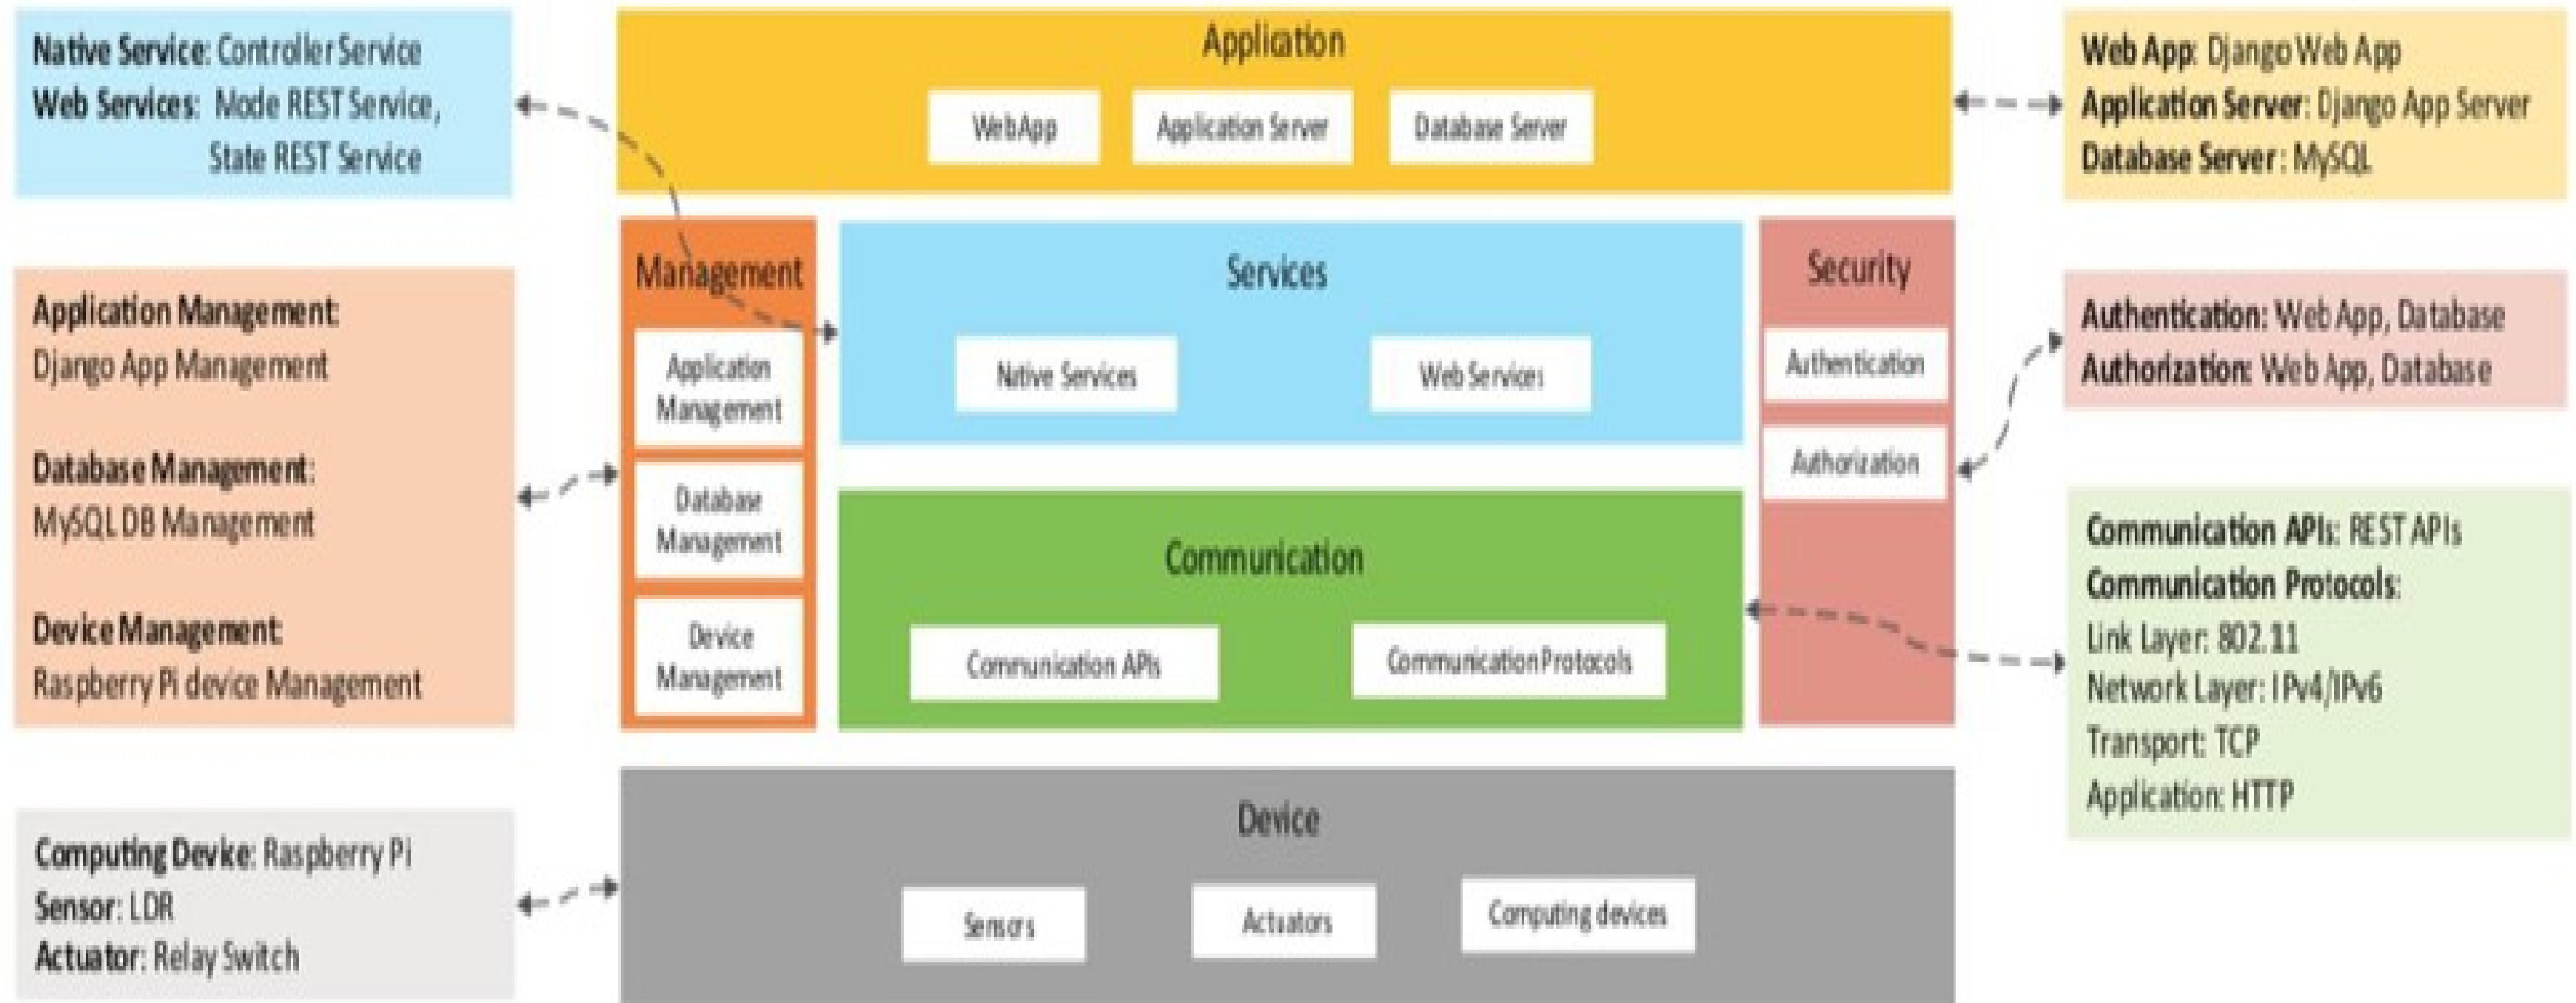 Native Service: Controller Service
Web Services: Mode REST Service,
State REST Service
Application Management:
Django App Management
Database Management:
MySQL DB Management
Device Management:
Raspberry Pi device Management
Computing Device: Raspberry Pi
Sensor: LDR
Actuator: Relay Switch
Application
WebApp
Application Server
Database Server
Management
Application
Management
Database
Management
Device
Management
Services
Native Services
Web Services
Communication
Communication APIs
Communication Protocols
Security
Authentication
Authorization
Device
Sensors
Actuators
Computing devices
Web App: Django Web App
Application Server: Django App Server
Database Server: MySQL
Authentication: Web App, Database
Authorization: Web App, Database
Communication APIs: REST APIs
Communication Protocols:
Link Layer: 802.11
Network Layer: IPv4/IPv6
Transport: TCP
Application: HTTP